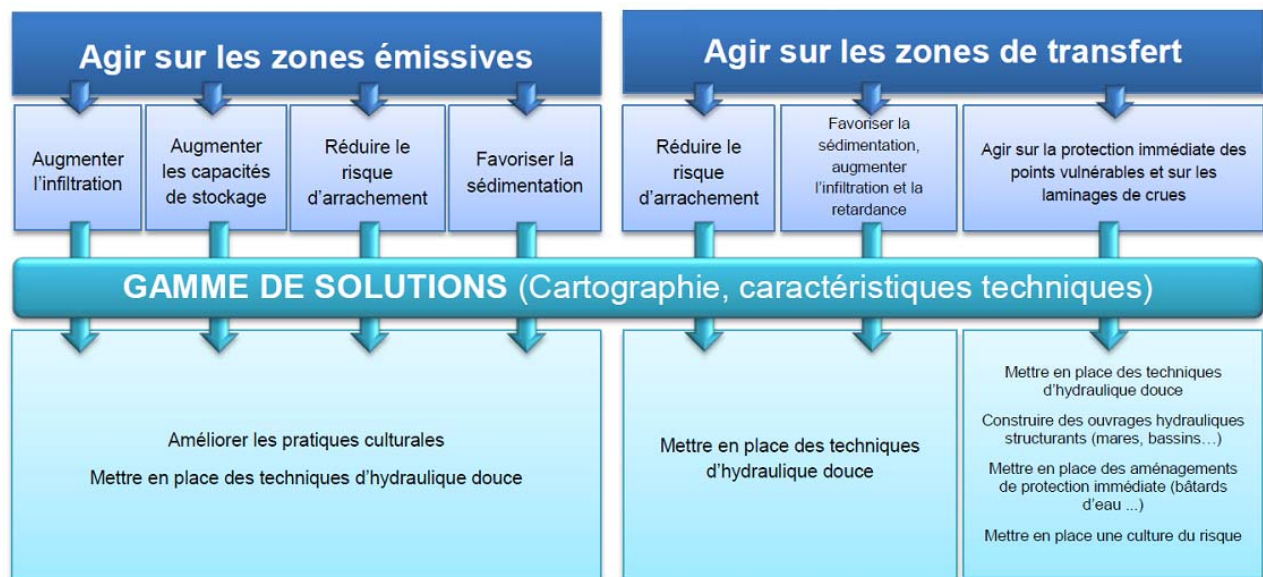 Agir sur les zones émissives
Agir sur les zones de transfert
Augmenter
l’infiltration
Augmenter
les capacités
de stockage
Réduire le
risque
d’arrachement
Favoriser la
sédimentation
Réduire le
risque
d’arrachement
Favoriser la
sédimentation,
augmenter
l’infiltration et la
retardance
Agir sur la protection immédiate des
points vulnérables et sur les
laminages de crues
GAMME DE SOLUTIONS (Cartographie, caractéristiques techniques)
Améliorer les pratiques culturales
Mettre en place des techniques d’hydraulique douce
Mettre en place des techniques
d’hydraulique douce
Mettre en place des techniques
d’hydraulique douce
Construire des ouvrages hydrauliques
structurants (mares, bassins…)
Mettre en place des aménagements
de protection immédiate (bâtards
d’eau ...)
Mettre en place une culture du risque